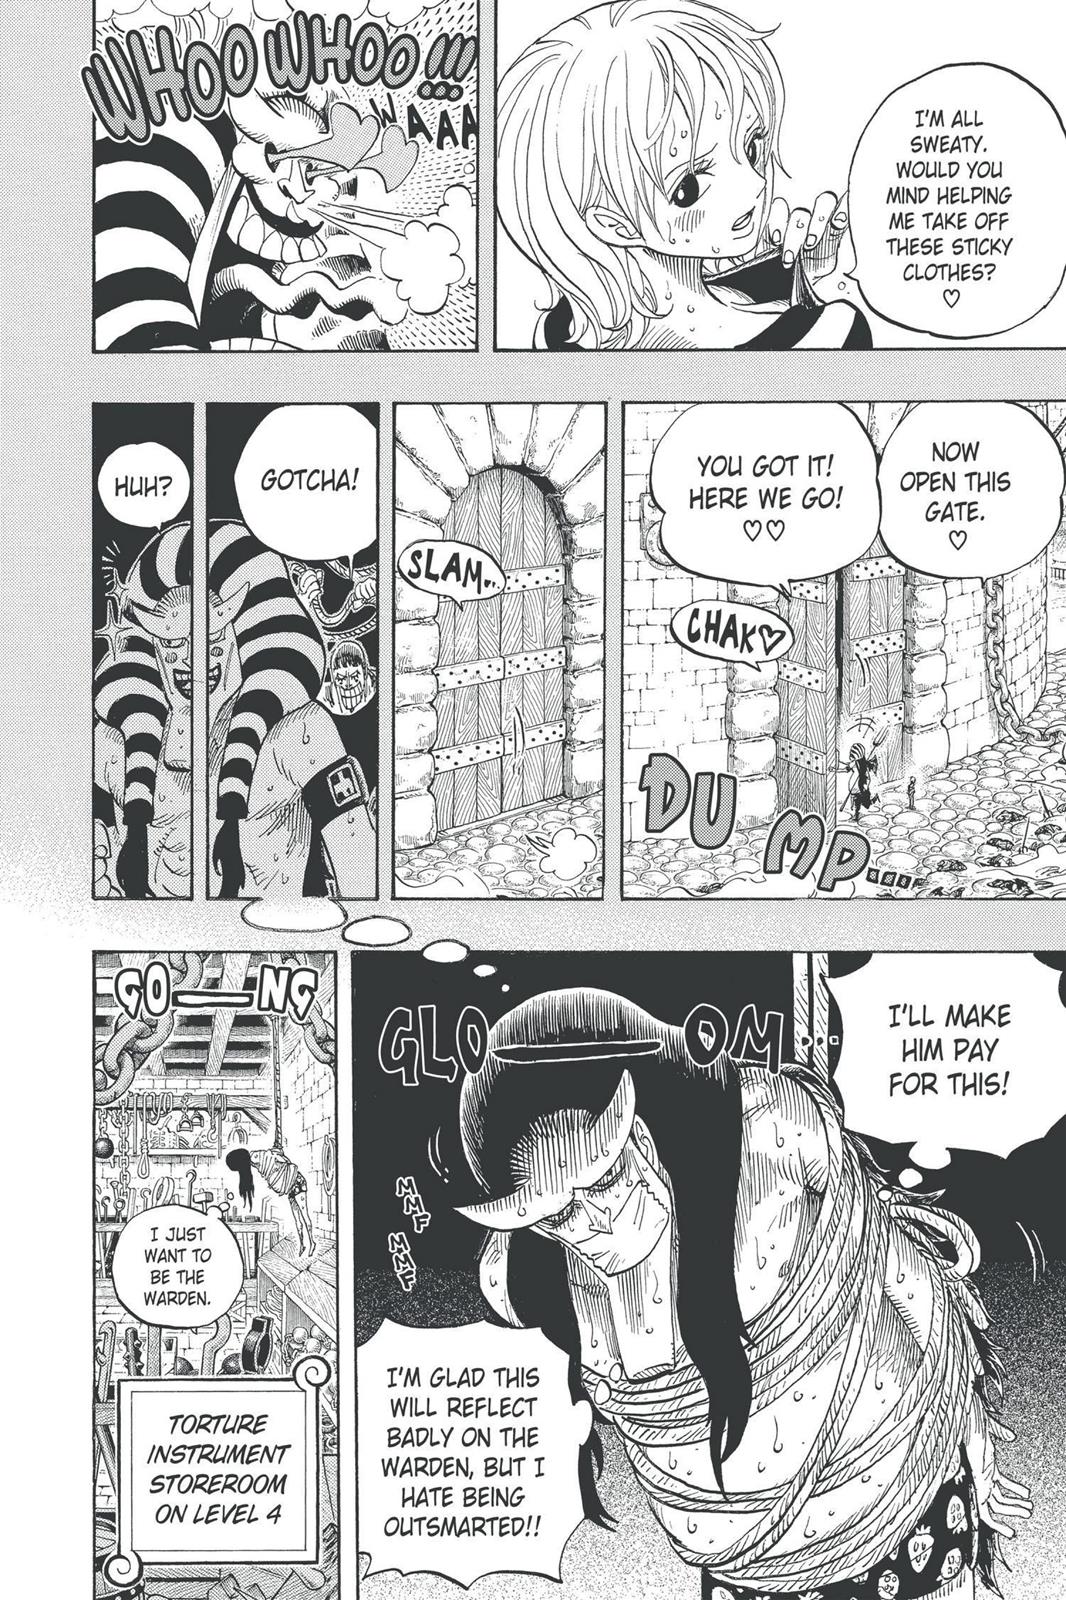 I'M ALL
SWEATY.
WOULD YOU
MIND HELPING
ME TAKE OFF
THESE STICKY
CLOTHES?
♡
WHOO WHOO!!!
WAAA
NOW
OPEN THIS
GATE.
♡
YOU GOT IT!
HERE WE GO!
♡♡
CHAK♡
DUMP....
SLAM..
GOTCHA!
HUH?
I'LL MAKE
HIM PAY
FOR THIS!
GLO—OM...
MMF
MMF
I'M GLAD THIS
WILL REFLECT
BADLY ON THE
WARDEN, BUT I
HATE BEING
OUTSMARTED!!
GO—NG
I JUST
WANT TO
BE THE
WARDEN.
TORTURE
INSTRUMENT
STOREROOM
ON LEVEL 4